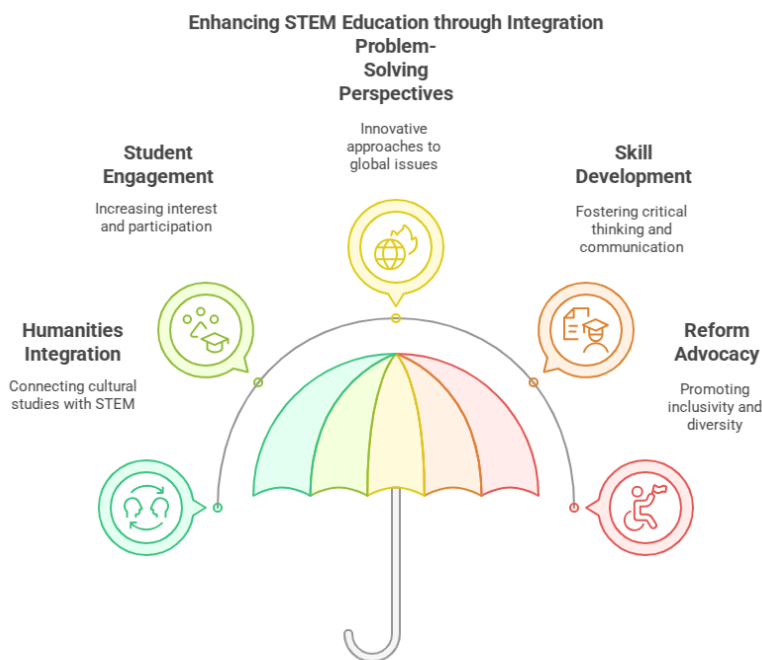 Enhancing STEM Education through Integration
Problem-
Solving
Perspectives
Innovative
approaches to
global issues
Student
Engagement
Increasing interest
and participation
Skill
Development
Fostering critical
thinking and
communication
Humanities
Integration
Connecting cultural
studies with STEM
Reform
Advocacy
Promoting
inclusivity and
diversity